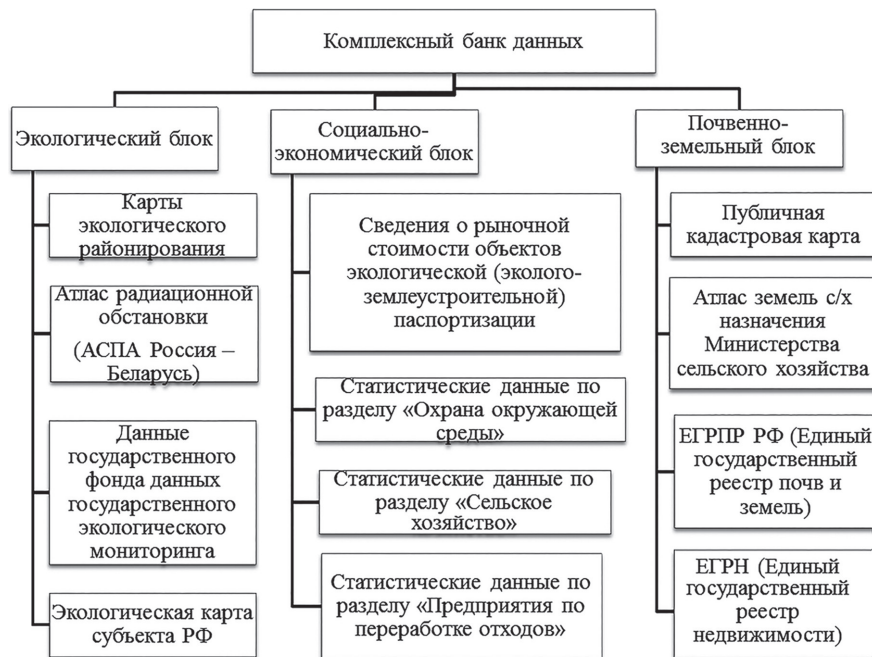 Комплексный банк данных
Экологический блок
Карты
экологического
районирования
Атлас радиационной
обстановки
(АСПА Россия –
Беларусь)
Данные
государственного
фонда данных
государственного
экологического
мониторинга
Экологическая карта
субъекта РФ
Социально-
экономический блок
Сведения о рыночной
стоимости объектов
экологической (эколого-
землеустроительной)
паспортизации
Статистические данные по
разделу «Охрана окружающей
среды»
Статистические данные по
разделу «Сельское
хозяйство»
Статистические данные по
разделу «Предприятия по
переработке отходов»
Почвенно-
земельный блок
Публичная
кадастровая карта
Атлас земель с/х
назначения
Министерства
сельского хозяйства
ЕГРПР РФ (Единый
государственный
реестр почв и
земель)
ЕГРН (Единый
государственный
реестр
недвижимости)